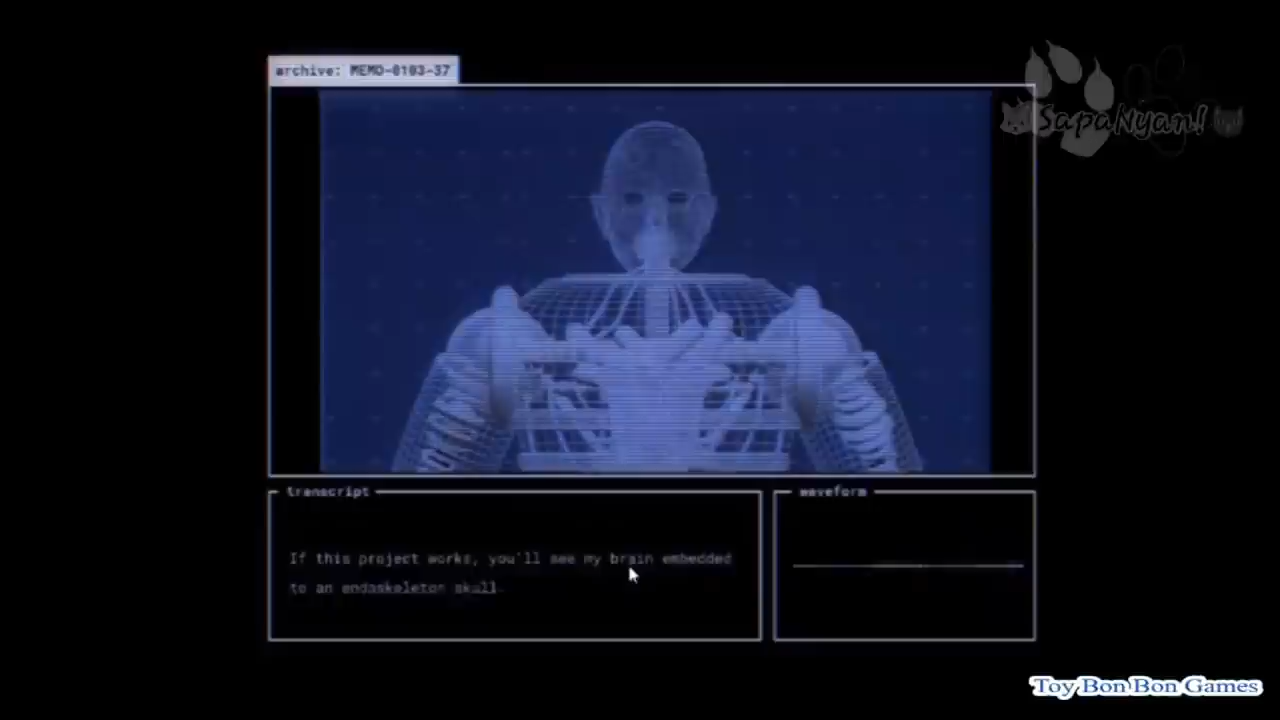 archive: MEMO-0103-37
SapaNyan!
transcript
waveform
If this project works, you'll see my brain embedded
to an endoskeleton skull.
Toy Bon Bon Games